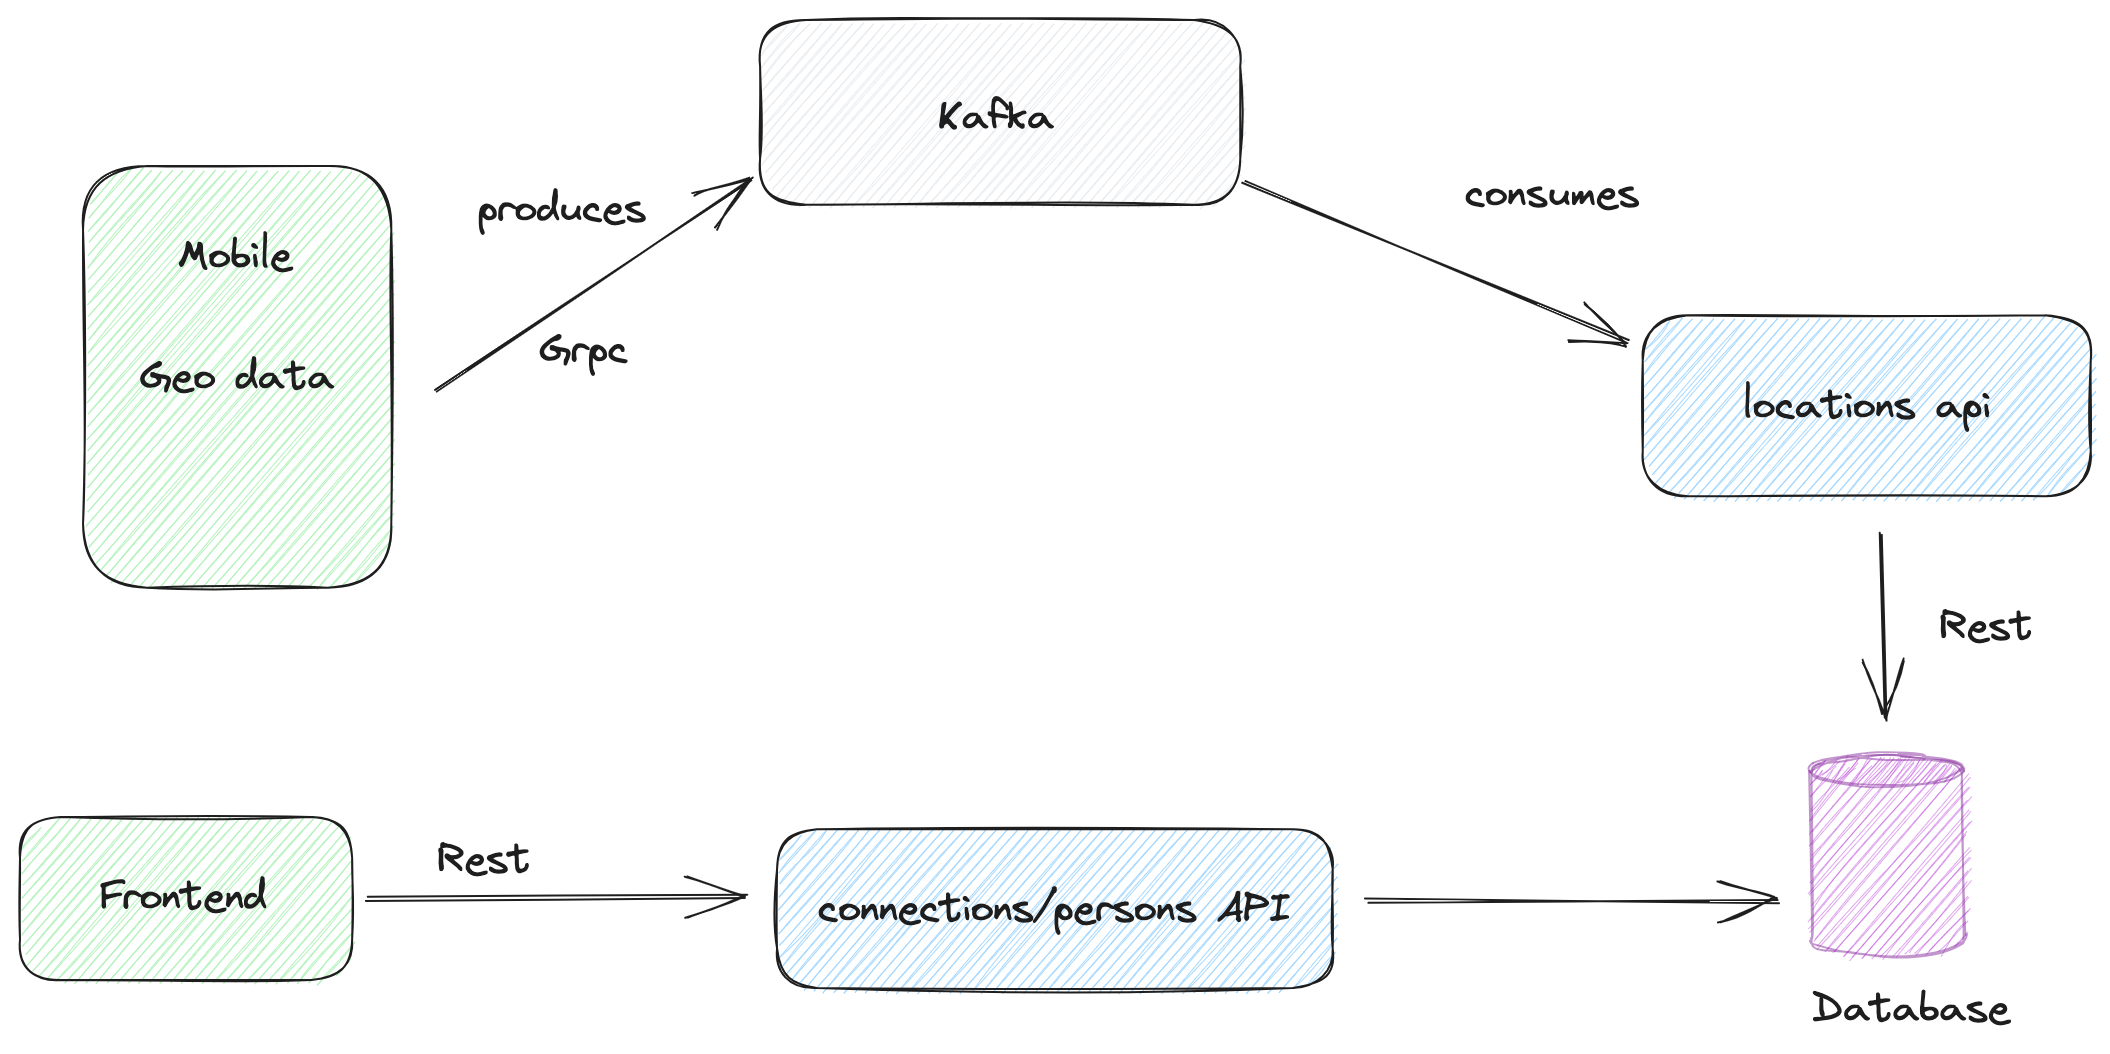 Kafka
produces
consumes
Mobile
Geo data
Grpc
locations api
Rest
Frontend
Rest
connections/persons API
Database